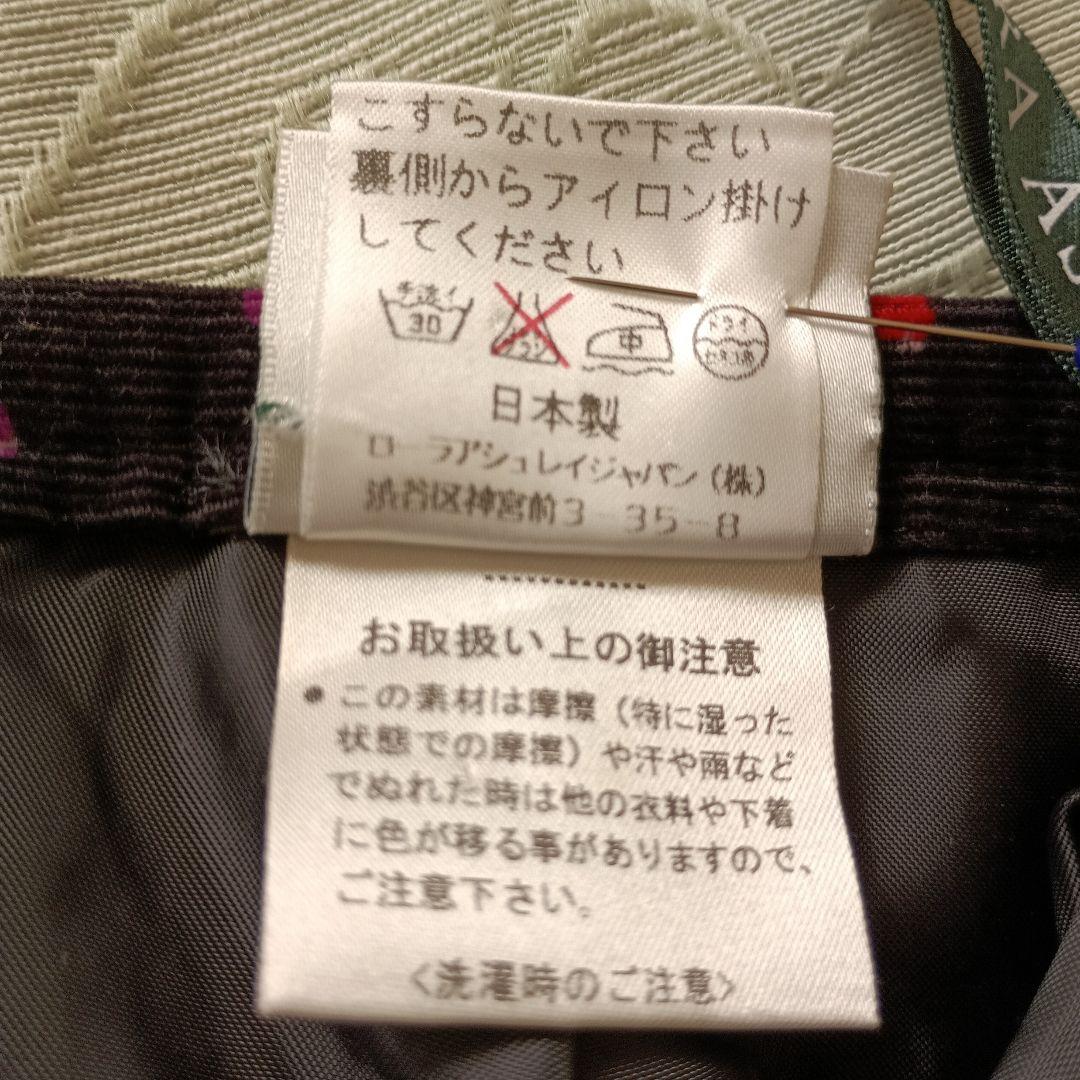 こすらないで下さい
裏側からアイロン掛け
してください
手洗イ
30
中
ドライ
セキユ系
日本製
ローラアシュレイジャパン(株)
渋谷区神宮前3-35-8
お取扱い上の御注意
●この素材は摩擦(特に湿った
状態での摩擦)や汗や雨など
でぬれた時は他の衣料や下着
に色が移る事がありますので、
ご注意下さい。
<洗濯時のご注意>